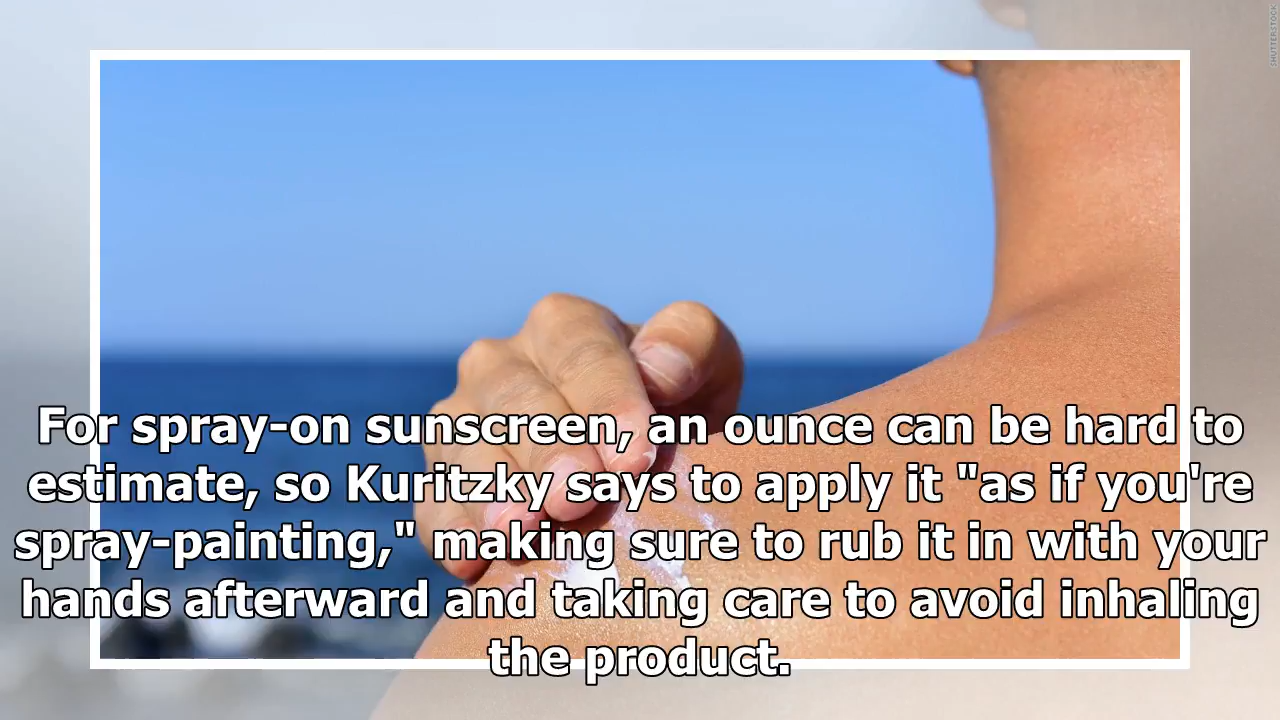 SHUTTERSTOCK
For spray-on sunscreen, an ounce can be hard to
estimate, so Kuritzky says to apply it "as if you're
spray-painting," making sure to rub it in with your
hands afterward and taking care to avoid inhaling
the product.